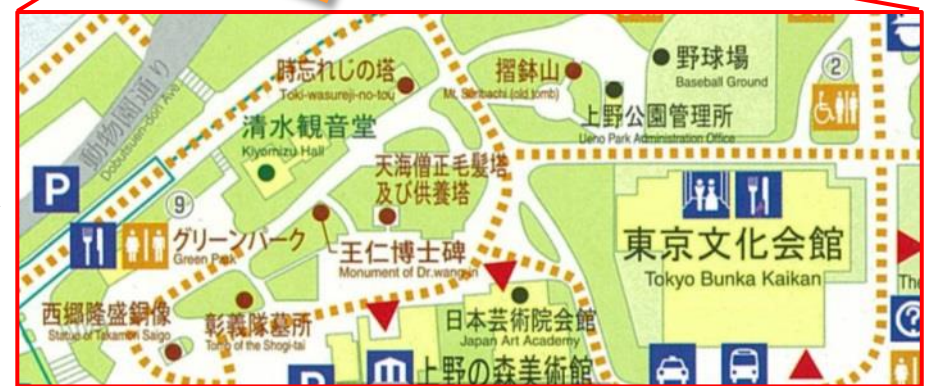 野球場
Baseball Ground
②
時忘れじの塔
Toki-wasureji-no-tou
摺鉢山
Mt. Suribachi (old tomb)
上野公園管理所
Ueno Park Administration Office
動物園通り
Dobutsuen-dori Ave.
清水観音堂
Kiyomizu Hall
天海僧正毛髪塔
及び供養塔
P
⑨
グリーンパーク
Green Park
王仁博士碑
Monument of Dr.wang-in
東京文化会館
Tokyo Bunka Kaikan
The
西郷隆盛銅像
Statue of Takamori Saigo
彰義隊墓所
Tomb of the Shogi-tai
日本芸術院会館
Japan Art Academy
上野の森美術館
P
?